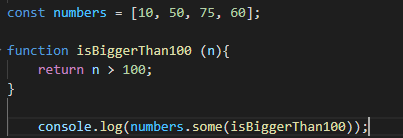 const numbers = [10, 50, 75, 60];
function isBiggerThan100 (n){
    return n > 100;
}
    console.log(numbers.some(isBiggerThan100));